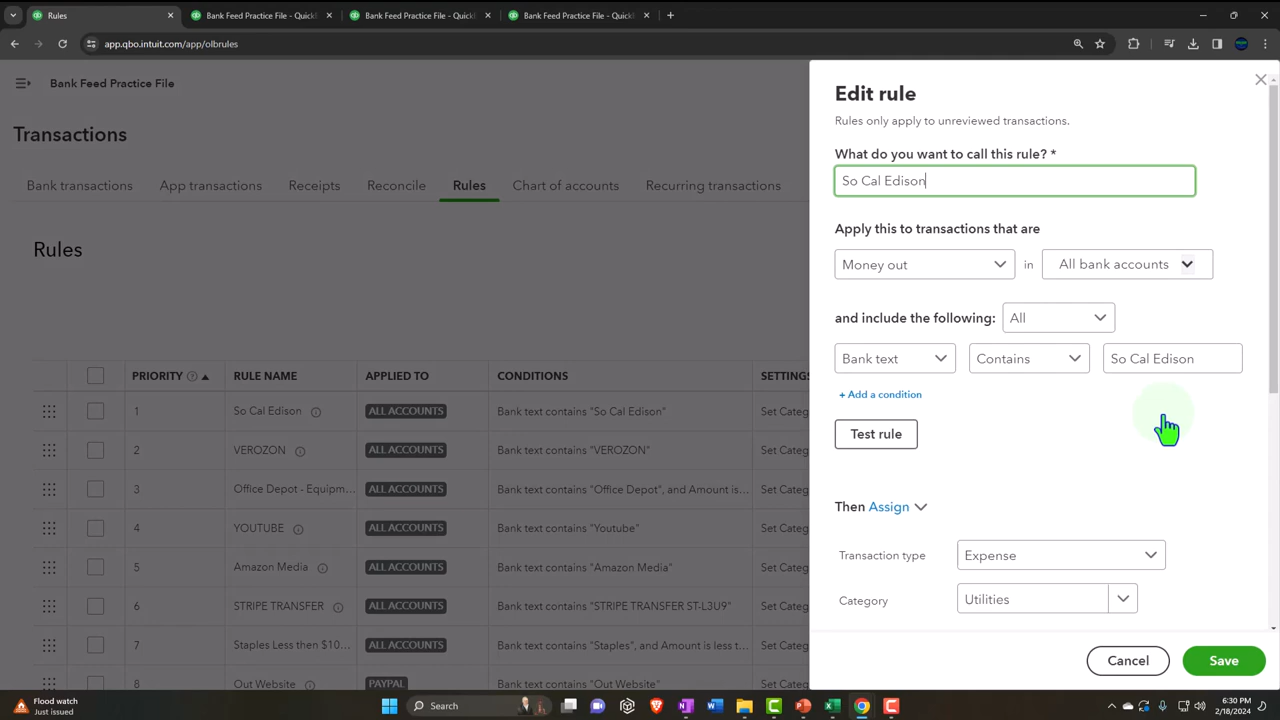 QuickBooks
Bank Feed Practice File - Quick
Bank Feed Practice File - Quickb
Bank Feed Practice File - Quickb
app.qbo.intuit.com/app/olbrules
Bank Feed Practice File
Transactions
Bank transactions App transactions Receipts Reconcile Rules Chart of accounts Recurring transactions
Rules
PRIORITY RULE NAME APPLIED TO CONDITIONS SETTINGS
1 So Cal Edison ALL ACCOUNTS Bank text contains "So Cal Edison" Set Categ
2 VEROZON ALL ACCOUNTS Bank text contains "VEROZON" Set Categ
3 Office Depot - Equipm... ALL ACCOUNTS Bank text contains "Office Depot", and Amount is... Set Categ
4 YOUTUBE ALL ACCOUNTS Bank text contains "Youtube" Set Categ
5 Amazon Media ALL ACCOUNTS Bank text contains "Amazon Media" Set Categ
6 STRIPE TRANSFER ALL ACCOUNTS Bank text contains "STRIPE TRANSFER ST-L3U9" Set Categ
7 Staples Less then $10... ALL ACCOUNTS Bank text contains "Staples", and Amount is less t... Set Categ
8 Out Website PAYPAL Bank text contains "Out Website" Set Categ
Edit rule
Rules only apply to unreviewed transactions.
What do you want to call this rule? *
So Cal Edison
Apply this to transactions that are
Money out in All bank accounts
and include the following: All
Bank text Contains So Cal Edison
+ Add a condition
Test rule
Then Assign
Transaction type Expense
Category Utilities
Cancel Save
Flood watch
Just issued
Search
6:30 PM
2/18/2024